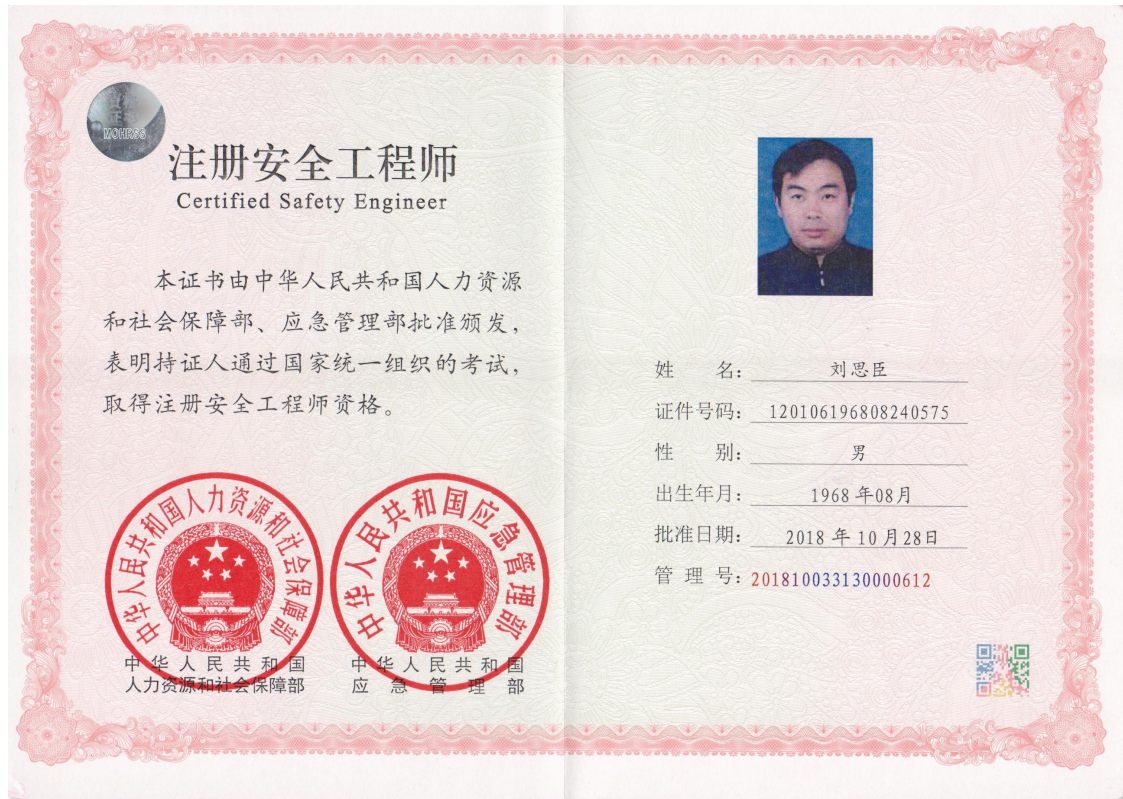 MOHRSS
注册安全工程师
Certified Safety Engineer
本证书由中华人民共和国人力资源
和社会保障部、应急管理部批准颁发，
表明持证人通过国家统一组织的考试，
取得注册安全工程师资格。
中华人民共和国人力资源和社会保障部
中华人民共和国应急管理部
中华人民共和国
人力资源和社会保障部
中华人民共和国
应急管理部
姓名：刘思臣
证件号码：120106196808240575
性别：男
出生年月：1968年08月
批准日期：2018年10月28日
管理号：201810033130000612